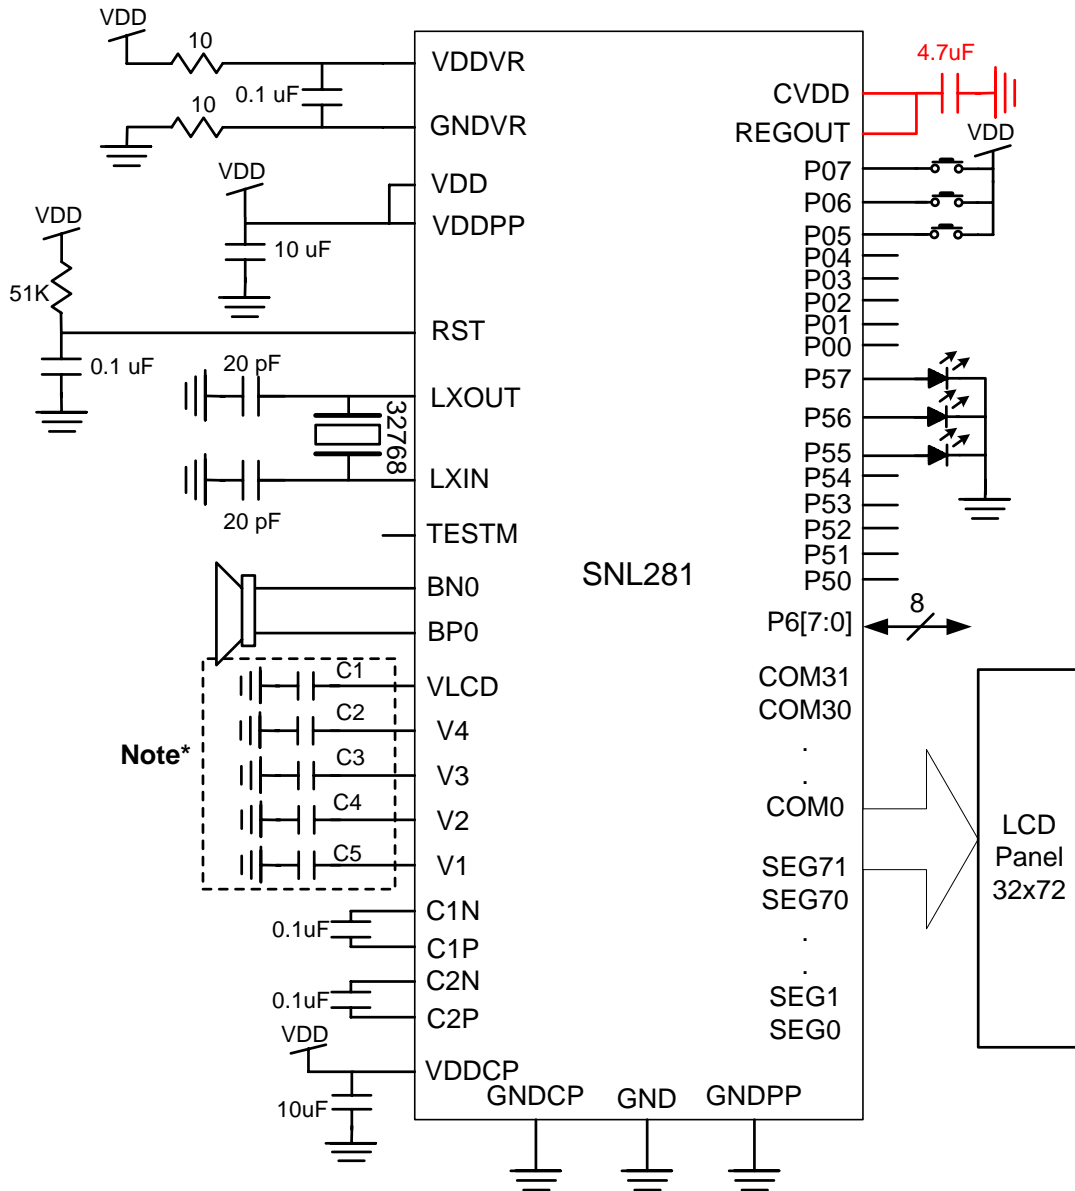 VDD
10
VDDVR
0.1 uF
10
GNDVR
VDD
VDD
VDDPP
10 uF
VDD
51K
RST
0.1 uF
20 pF
LXOUT
32768
LXIN
20 pF
TESTM
BN0
BP0
Note*
C1
VLCD
C2
V4
C3
V3
C4
V2
C5
V1
C1N
0.1uF
C1P
C2N
0.1uF
C2P
VDD
VDDCP
10uF
GNDCP
GND
GNDPP
SNL281
4.7uF
CVDD
REGOUT
VDD
P07
P06
P05
P04
P03
P02
P01
P00
P57
P56
P55
P54
P53
P52
P51
P50
P6[7:0]
8
COM31
COM30
.
.
COM0
SEG71
SEG70
.
.
SEG1
SEG0
LCD
Panel
32x72